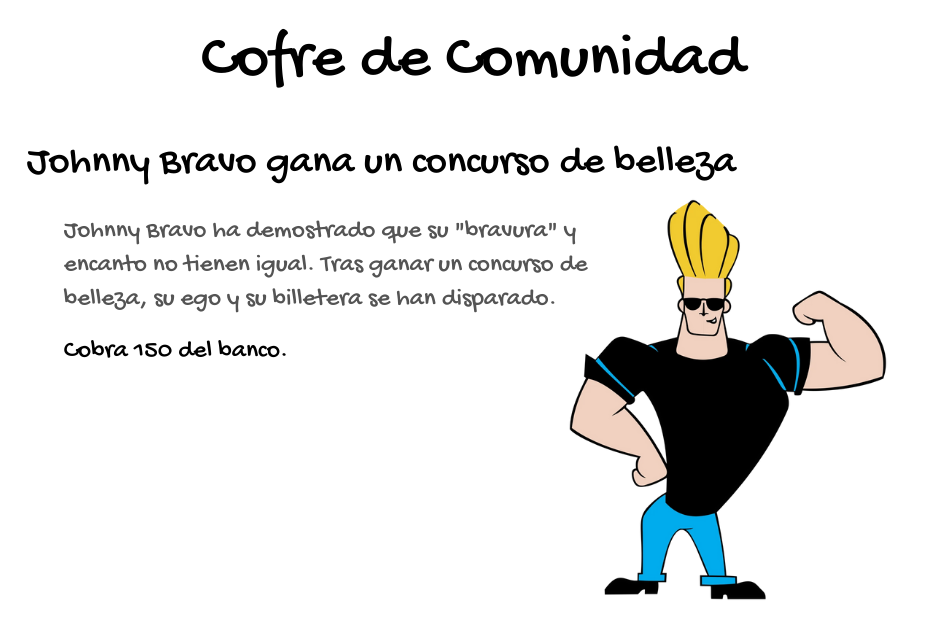 Cofre de Comunidad
Johnny Bravo gana un concurso de belleza
Johnny Bravo ha demostrado que su "bravura" y
encanto no tienen igual. Tras ganar un concurso de
belleza, su ego y su billetera se han disparado.
Cobra 150 del banco.